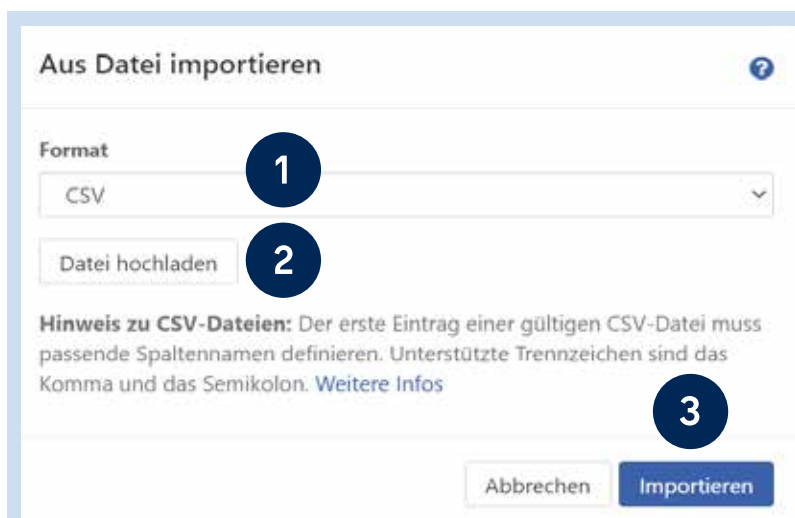 Aus Datei importieren
?
Format
1
CSV
Datei hochladen
2
Hinweis zu CSV-Dateien: Der erste Eintrag einer gültigen CSV-Datei muss
passende Spaltennamen definieren. Unterstützte Trennzeichen sind das
Komma und das Semikolon. Weitere Infos
3
Abbrechen
Importieren